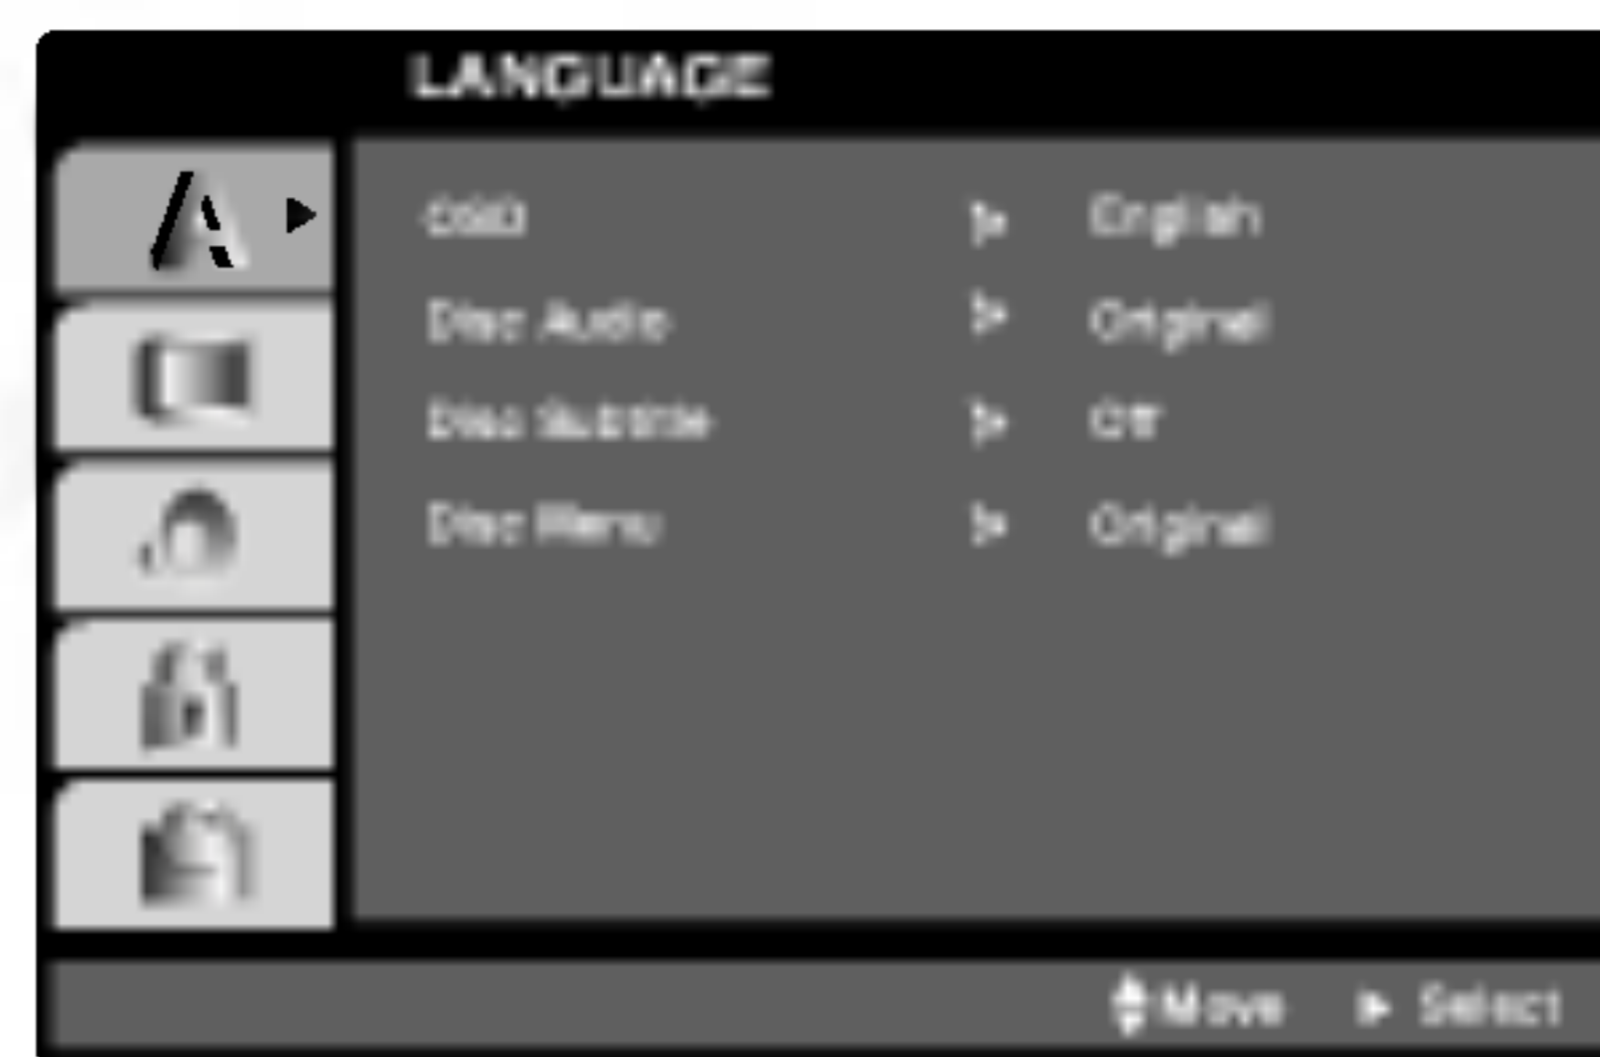 LANGUAGE
OSD English
Disc Audio Original
Disc Subtitle Off
Disc Menu Original
Move Select